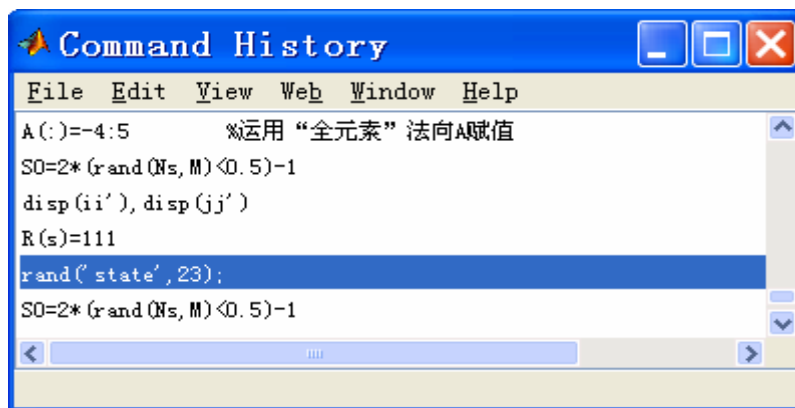 Command History
File Edit View Web Window Help
A(:)=-4:5 %运用“全元素”法向A赋值
S0=2*(rand(Ns,M)<0.5)-1
disp(ii'),disp(jj')
R(s)=111
rand('state',23);
S0=2*(rand(Ns,M)<0.5)-1